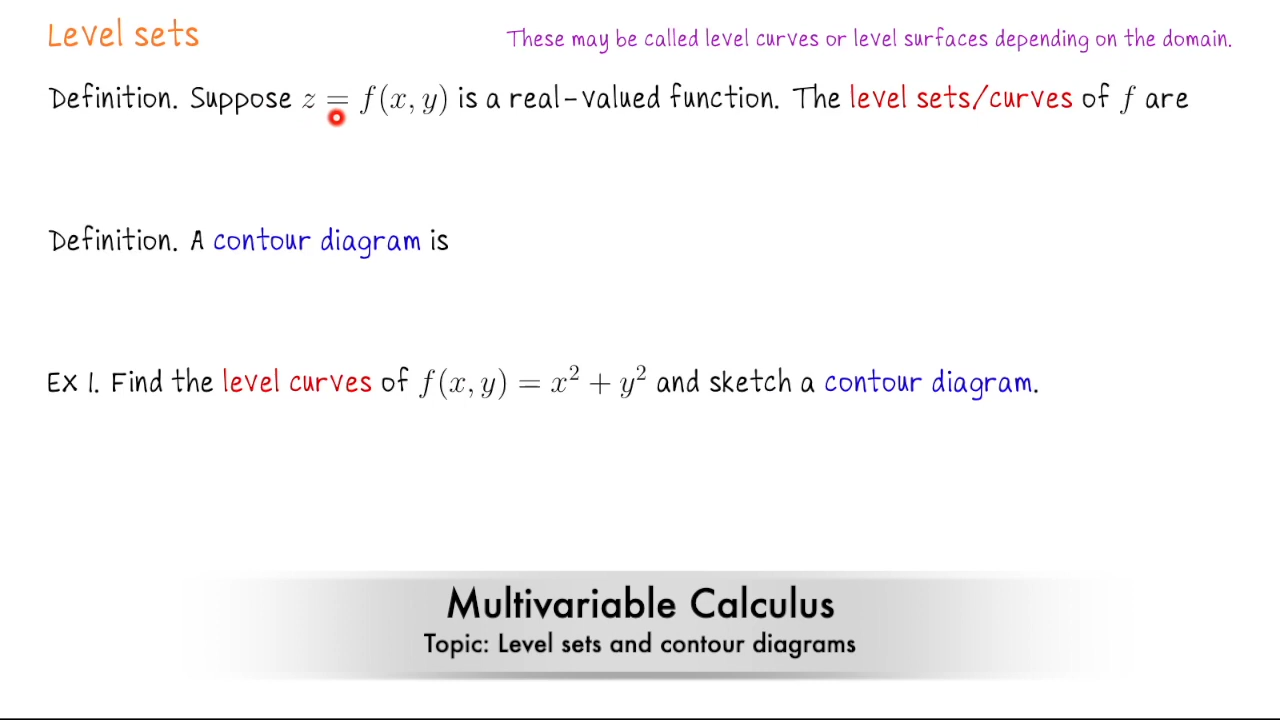 Level sets
These may be called level curves or level surfaces depending on the domain.
Definition. Suppose z = f(x, y) is a real-valued function. The level sets/curves of f are
Definition. A contour diagram is
Ex 1. Find the level curves of f(x, y) = x² + y² and sketch a contour diagram.
Multivariable Calculus
Topic: Level sets and contour diagrams